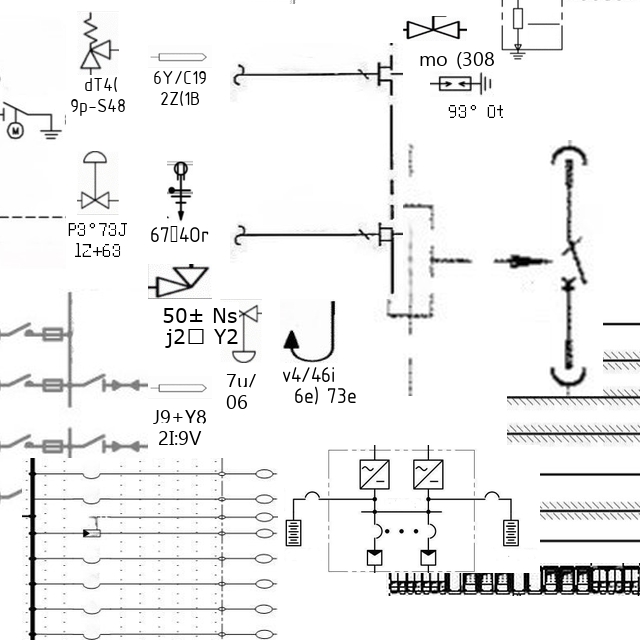 dT4(
9p-S48
6Y/C19
2Z(1B
mo (308
93° 0t
M
P3°73J
1Z+63
67▯40r
50± Ns
j2▯ Y2
7u/
06
v4/46i
6e) 73e
J9+Y8
2I:9V